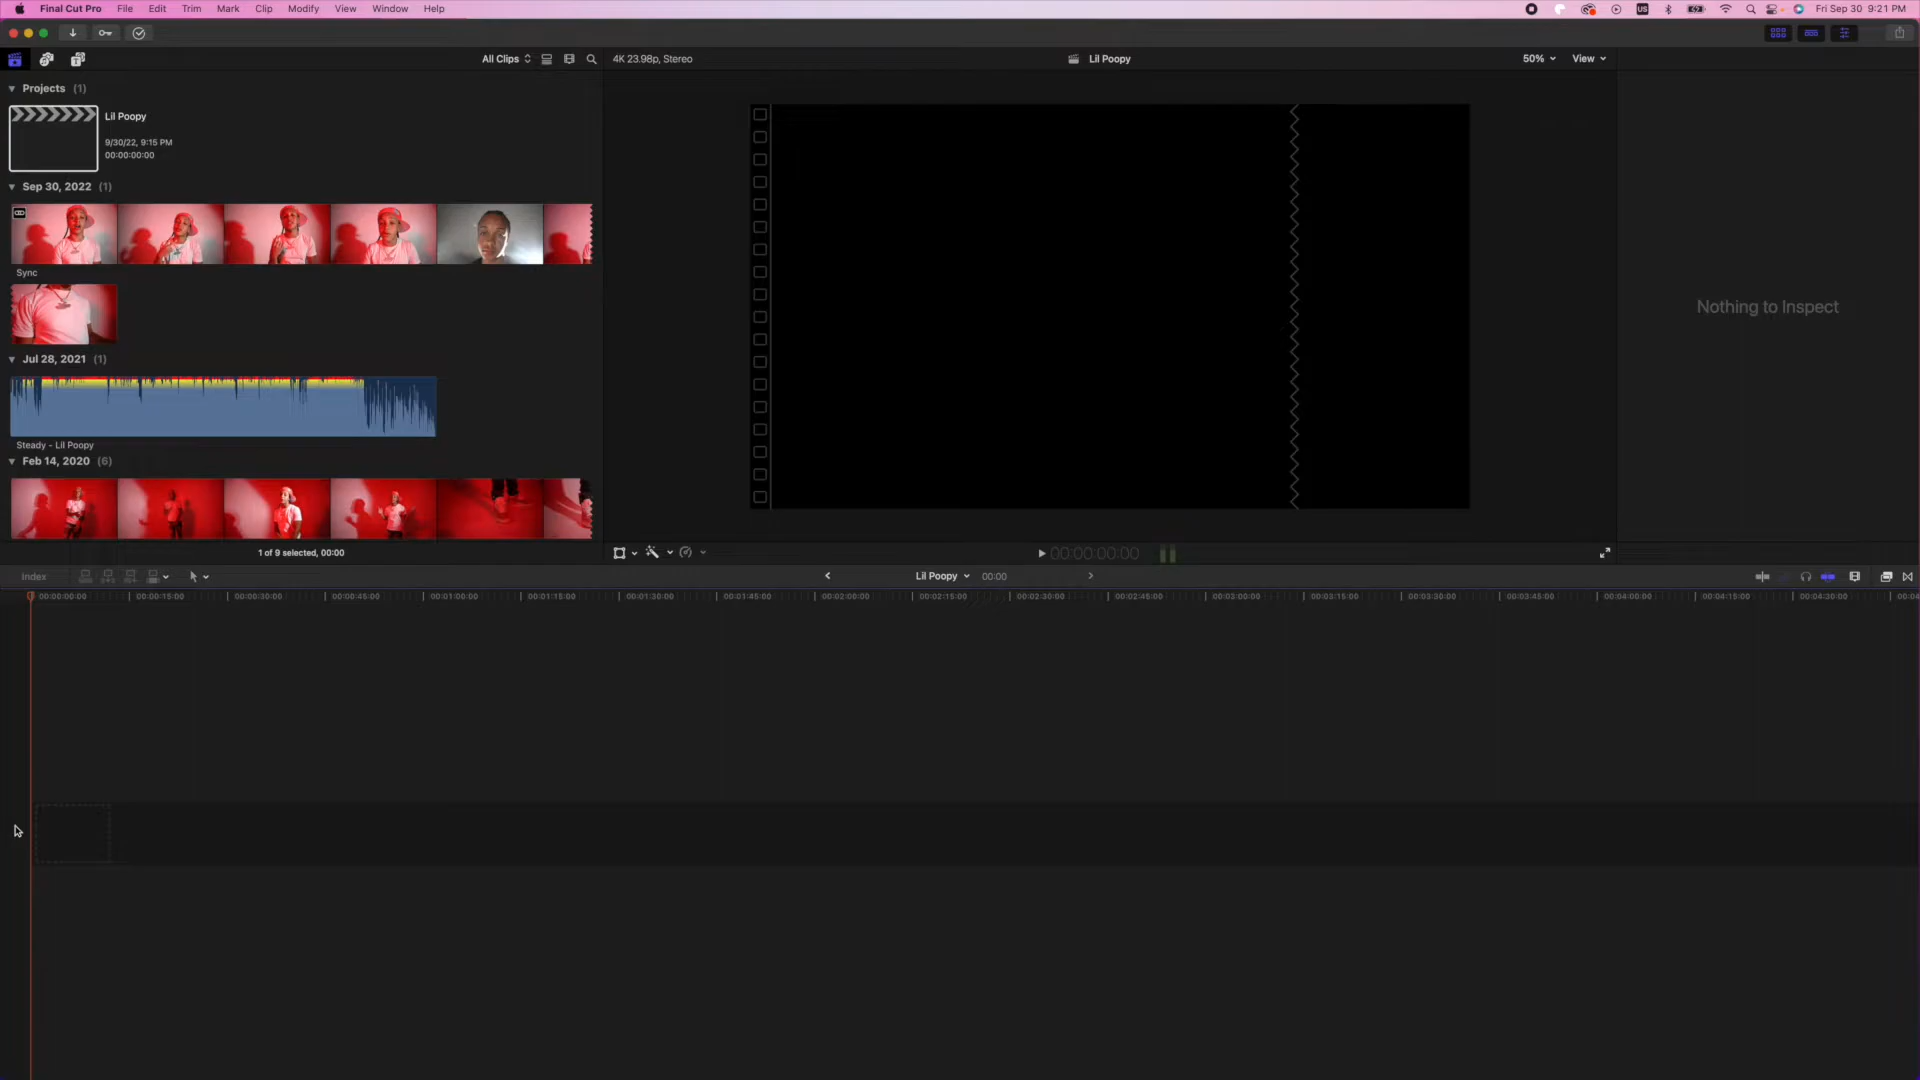 Final Cut Pro File Edit Trim Mark Clip Modify View Window Help US Fri Sep 30 9:21 PM
All Clips 4K 23.98p, Stereo Lil Poopy 50% View
Projects (1)
Lil Poopy
9/30/22, 9:15 PM
00:00:00:00
Sep 30, 2022 (1)
Sync
Nothing to Inspect
Jul 28, 2021 (1)
Steady - Lil Poopy
Feb 14, 2020 (6)
1 of 9 selected, 00:00 00:00:00:00
Index Lil Poopy 00:00
00:00:00:00 00:00:15:00 00:00:30:00 00:00:45:00 00:01:00:00 00:01:15:00 00:01:30:00 00:01:45:00 00:02:00:00 00:02:15:00 00:02:30:00 00:02:45:00 00:03:00:00 00:03:15:00 00:03:30:00 00:03:45:00 00:04:00:00 00:04:15:00 00:04:30:00 00:04